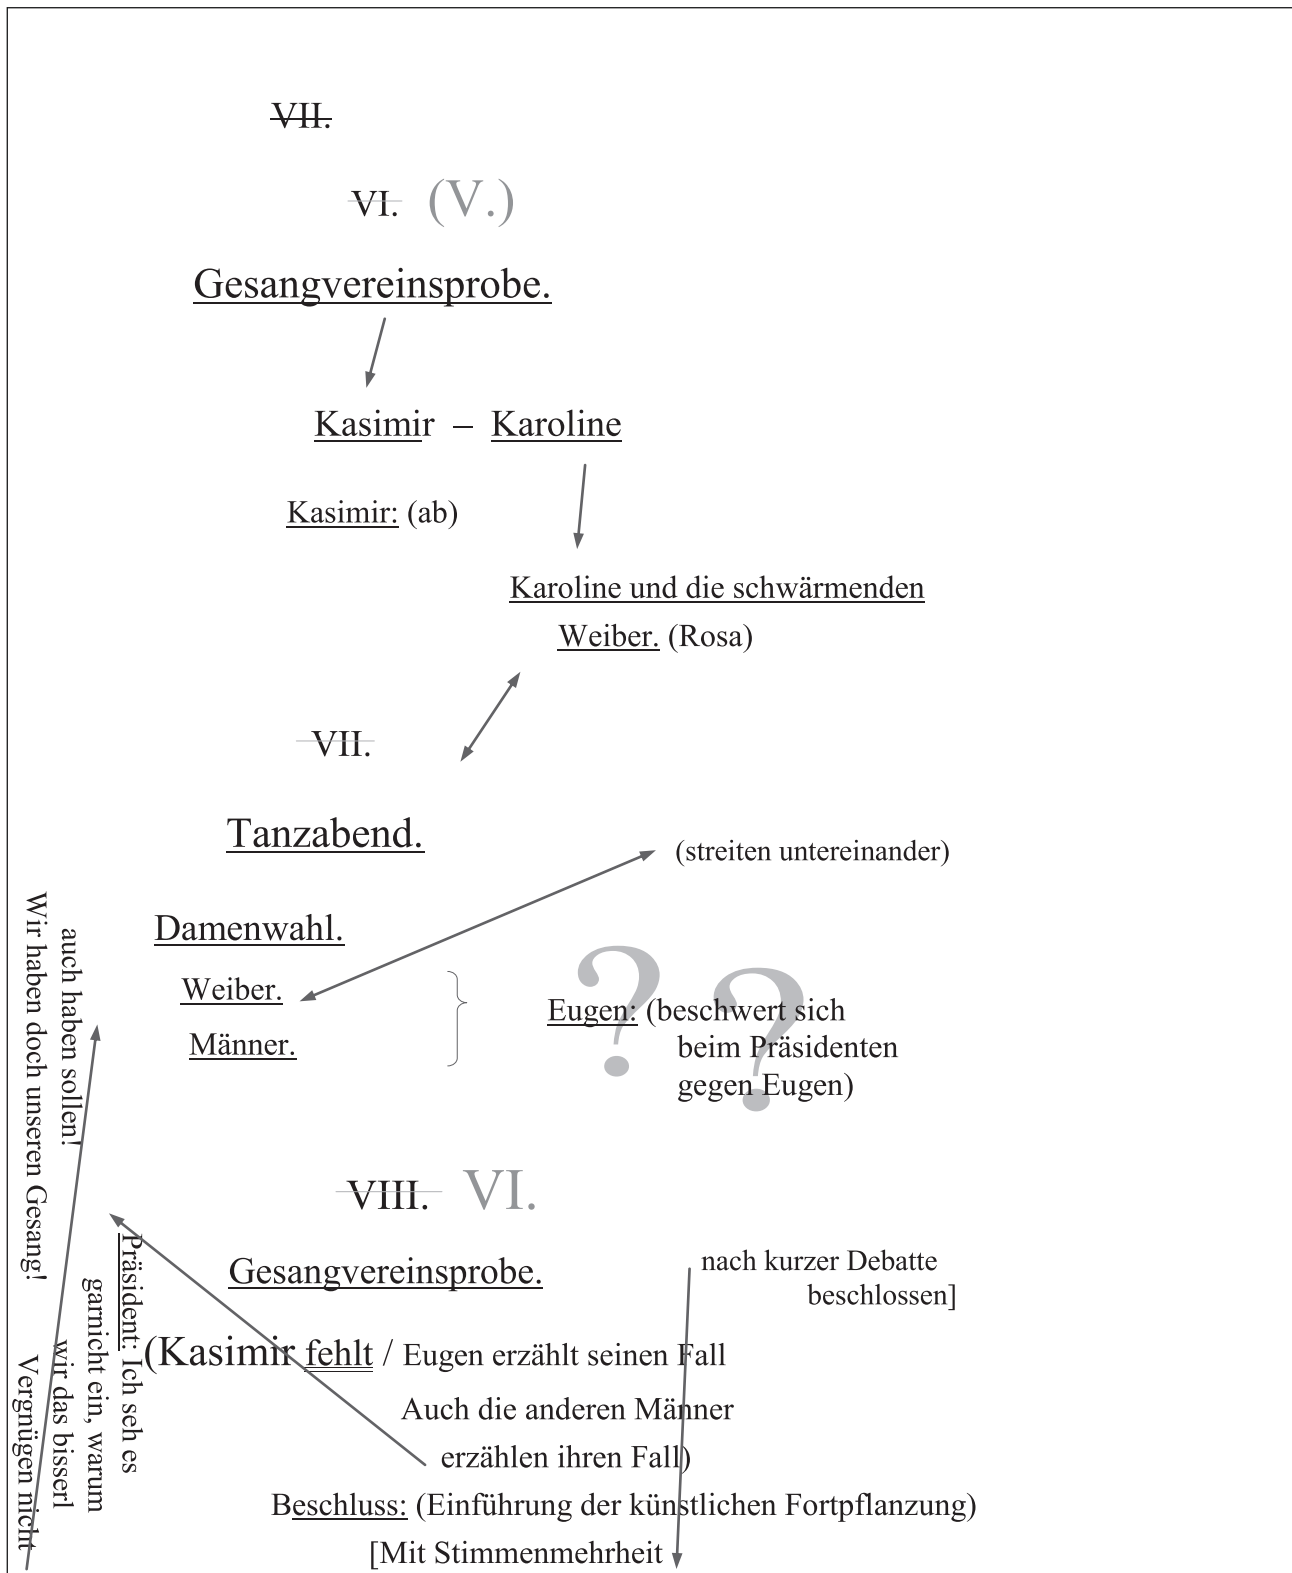 VII.
VI. (V.)
Gesangvereinsprobe.
Kasimir – Karoline
Kasimir: (ab)
Karoline und die schwärmenden
Weiber. (Rosa)
VII.
Tanzabend.
(streiten untereinander)
Damenwahl.
Weiber.
Männer.
? ?
Eugen: (beschwert sich
beim Präsidenten
gegen Eugen)
VIII. VI.
Gesangvereinsprobe.
nach kurzer Debatte
beschlossen]
(Kasimir fehlt / Eugen erzählt seinen Fall
Auch die anderen Männer
erzählen ihren Fall)
Beschluss: (Einführung der künstlichen Fortpflanzung)
[Mit Stimmenmehrheit
Präsident: Ich seh es
garnicht ein, warum
wir das bisserl
Vergnügen nicht
auch haben sollen!
Wir haben doch unseren Gesang!